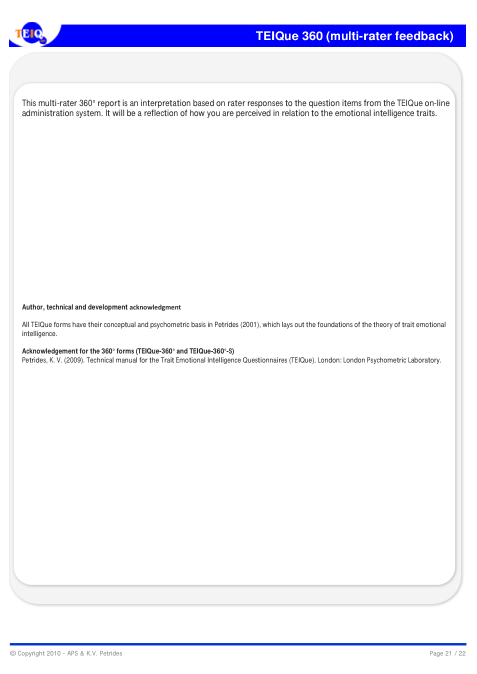 TEIQ
TEIQue 360 (multi-rater feedback)
This multi-rater 360° report is an interpretation based on rater responses to the question items from the TEIQue on-line
administration system. It will be a reflection of how you are perceived in relation to the emotional intelligence traits.
Author, technical and development acknowledgment
All TEIQue forms have their conceptual and psychometric basis in Petrides (2001), which lays out the foundations of the theory of trait emotional
intelligence.
Acknowledgement for the 360° forms (TEIQue-360° and TEIQue-360°-S)
Petrides, K. V. (2009). Technical manual for the Trait Emotional Intelligence Questionnaires (TEIQue). London: London Psychometric Laboratory.
© Copyright 2010 - APS & K.V. Petrides
Page 21 / 22